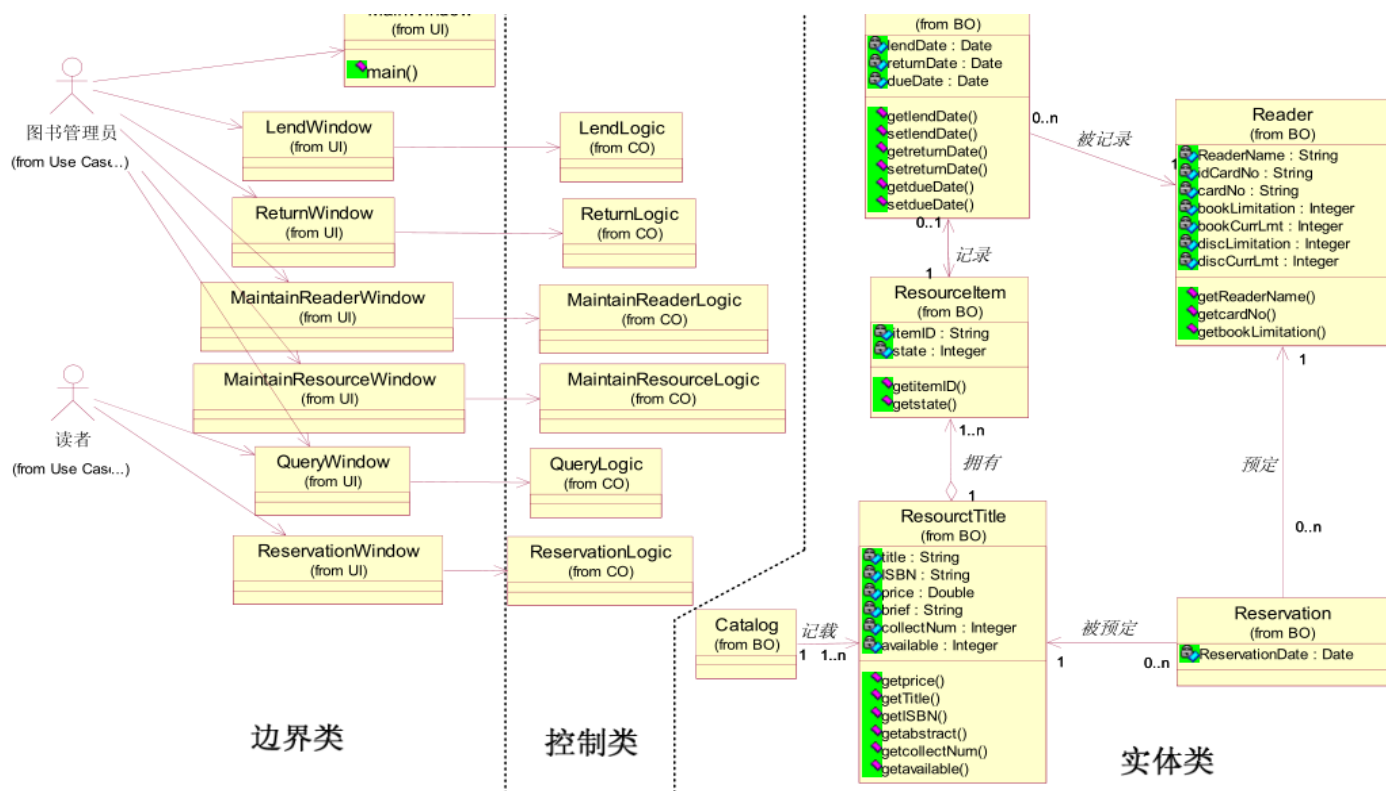 (from UI)
main()
图书管理员
(from Use Case...)
LendWindow
(from UI)
ReturnWindow
(from UI)
MaintainReaderWindow
(from UI)
MaintainResourceWindow
(from UI)
读者
(from Use Case...)
QueryWindow
(from UI)
ReservationWindow
(from UI)
边界类
LendLogic
(from CO)
ReturnLogic
(from CO)
MaintainReaderLogic
(from CO)
MaintainResourceLogic
(from CO)
QueryLogic
(from CO)
ReservationLogic
(from CO)
控制类
(from BO)
lendDate : Date
returnDate : Date
dueDate : Date
getlendDate()
setlendDate()
getreturnDate()
setreturnDate()
getdueDate()
setdueDate()
0..n
被记录
1
0..1
记录
1
Reader
(from BO)
ReaderName : String
idCardNo : String
cardNo : String
bookLimitation : Integer
bookCurrLmt : Integer
discLimitation : Integer
discCurrLmt : Integer
getReaderName()
getcardNo()
getbookLimitation()
1
预定
0..n
ResourceItem
(from BO)
itemID : String
state : Integer
getitemID()
getstate()
1..n
拥有
1
ResourctTitle
(from BO)
title : String
ISBN : String
price : Double
brief : String
collectNum : Integer
available : Integer
getprice()
getTitle()
getISBN()
getabstract()
getcollectNum()
getavailable()
Catalog
(from BO)
记载
1 1..n
被预定
1 0..n
Reservation
(from BO)
ReservationDate : Date
实体类